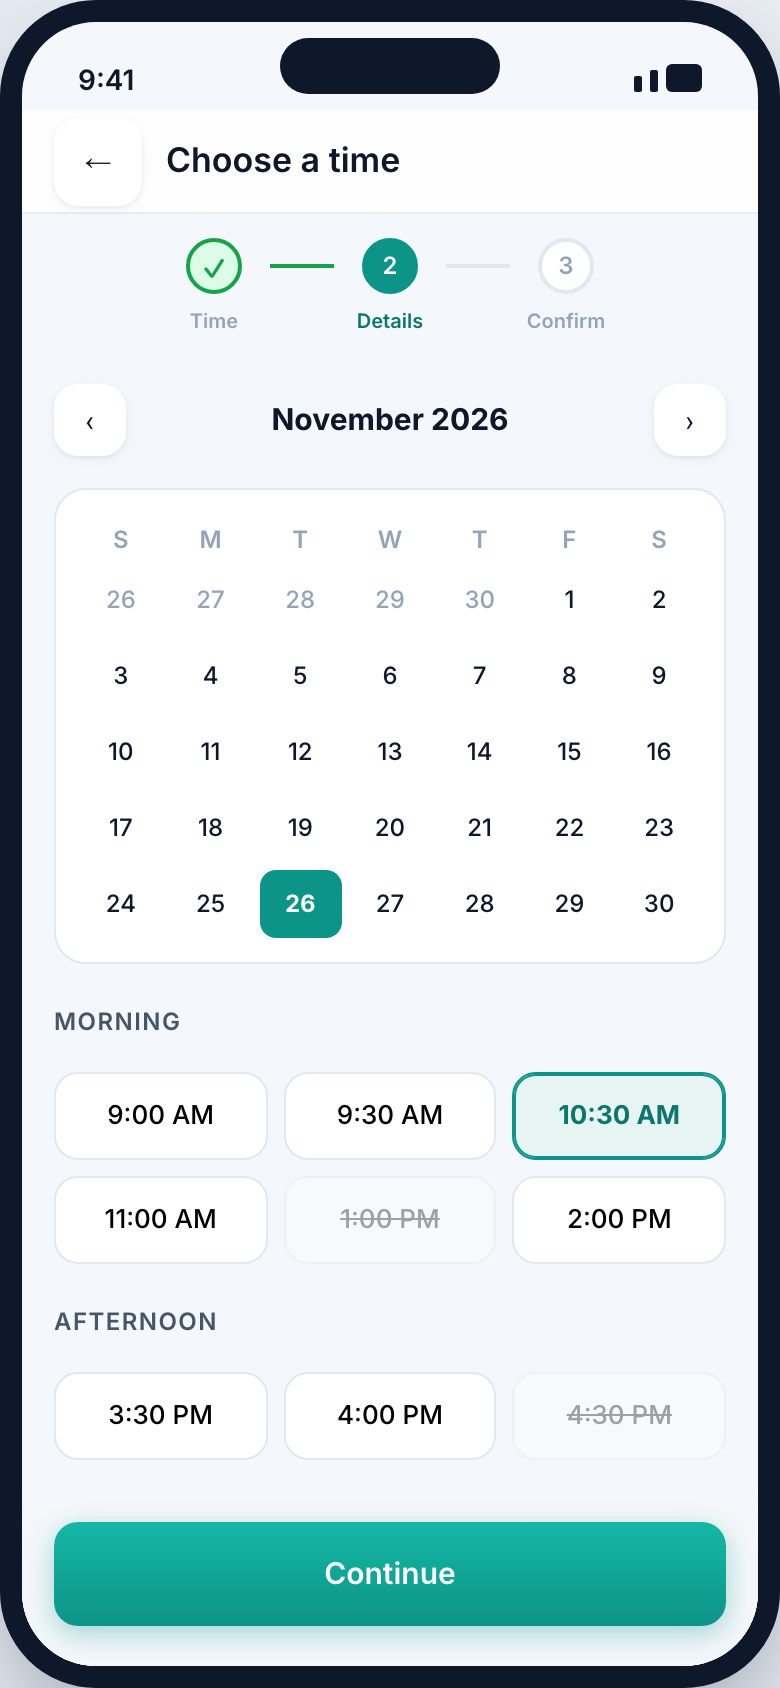 9:41
← Choose a time
2 3
Time Details Confirm
‹ November 2026 ›
S M T W T F S
26 27 28 29 30 1 2
3 4 5 6 7 8 9
10 11 12 13 14 15 16
17 18 19 20 21 22 23
24 25 26 27 28 29 30
MORNING
9:00 AM 9:30 AM 10:30 AM
11:00 AM 1:00 PM 2:00 PM
AFTERNOON
3:30 PM 4:00 PM 4:30 PM
Continue